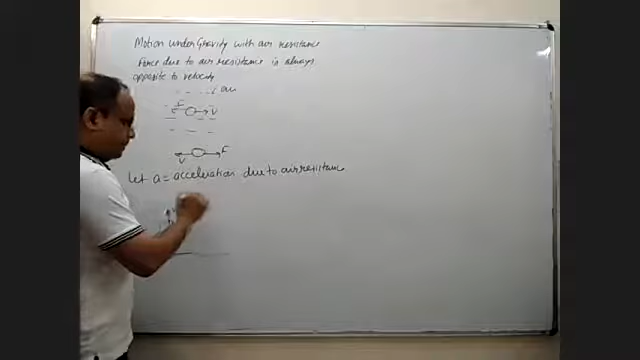 Motion under Gravity with air resistance
Force due to air resistance is always
opposite to velocity
air
F V
V F
Let a = acceleration due to air resistance